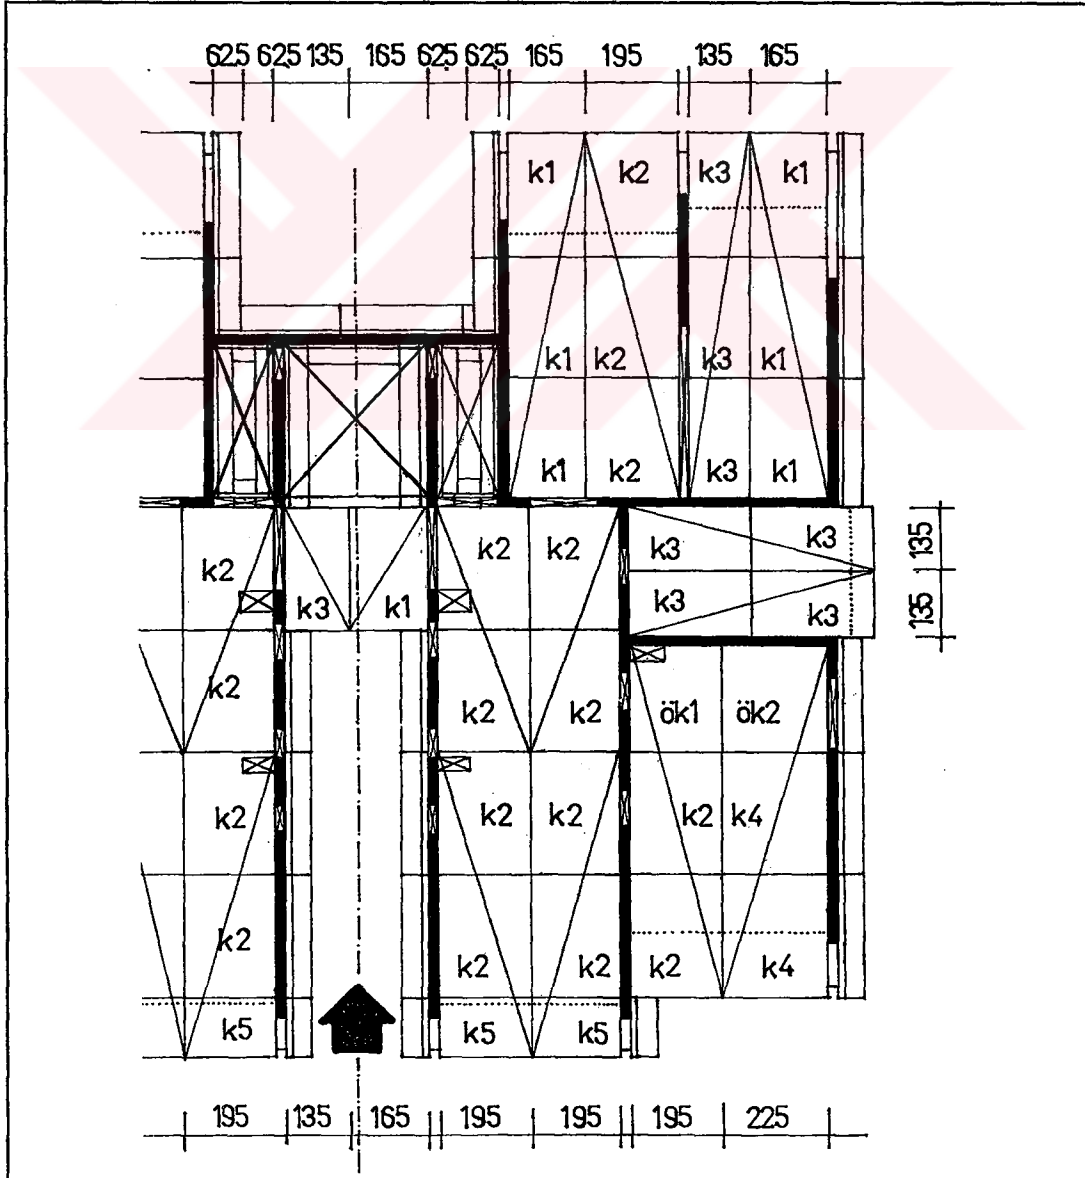 625 625 135 165 625 625 165 195 135 165
k1 k2 k3 k1
k1 k2 k3 k1
k1 k2 k3 k1
k2 k3 k1 k2 k2 k3 k3 135
k3 k3 135
k2 k2 k2 ök1 ök2
k2 k2 k2 k2 k4
k2 k2 k2 k2 k4
k5 k5 k5
195 135 165 195 195 195 225